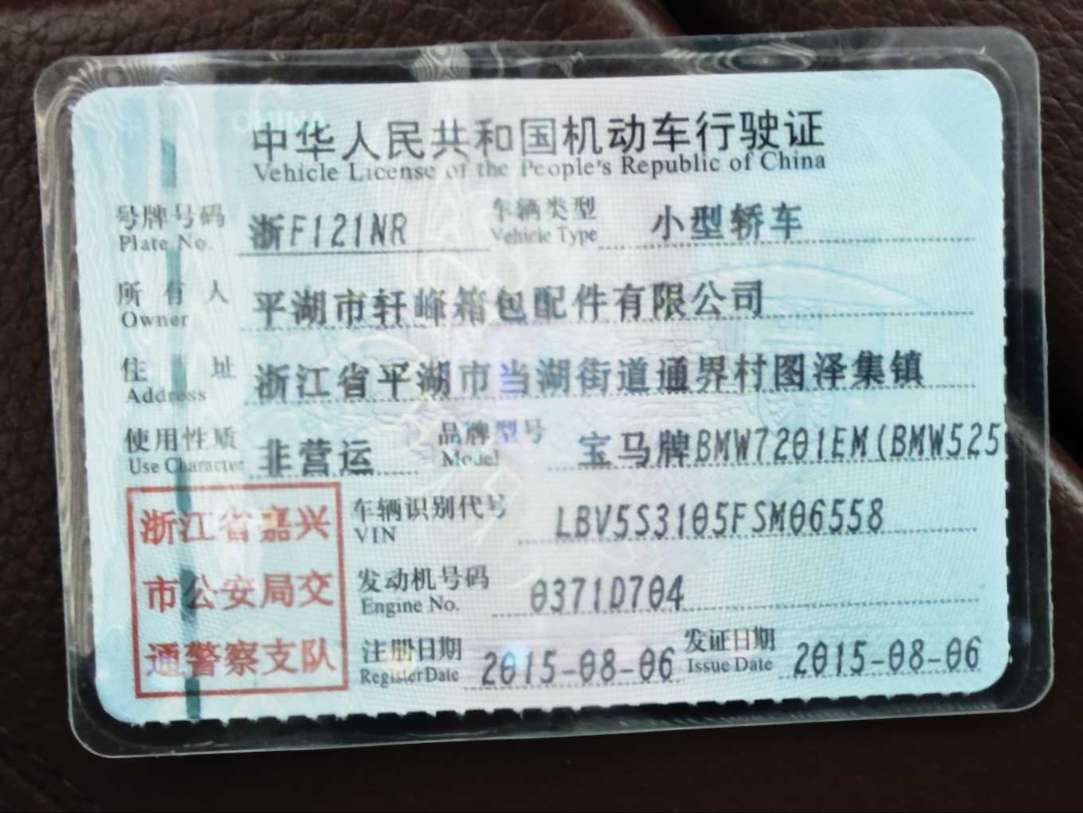 中华人民共和国机动车行驶证
Vehicle License of the People's Republic of China
号牌号码 浙F121NR 车辆类型 小型轿车
Plate No. Vehicle Type
所有人 平湖市轩峰箱包配件有限公司
Owner
住址 浙江省平湖市当湖街道通界村图泽集镇
Address
使用性质 非营运 品牌型号 宝马牌BMW7201EM(BMW525
Use Character Model
浙江省嘉兴
市公安局交
通警察支队
车辆识别代号 LBV5S3105FSM06558
VIN
发动机号码 0371D704
Engine No.
注册日期 2015-08-06 发证日期 2015-08-06
Register Date Issue Date